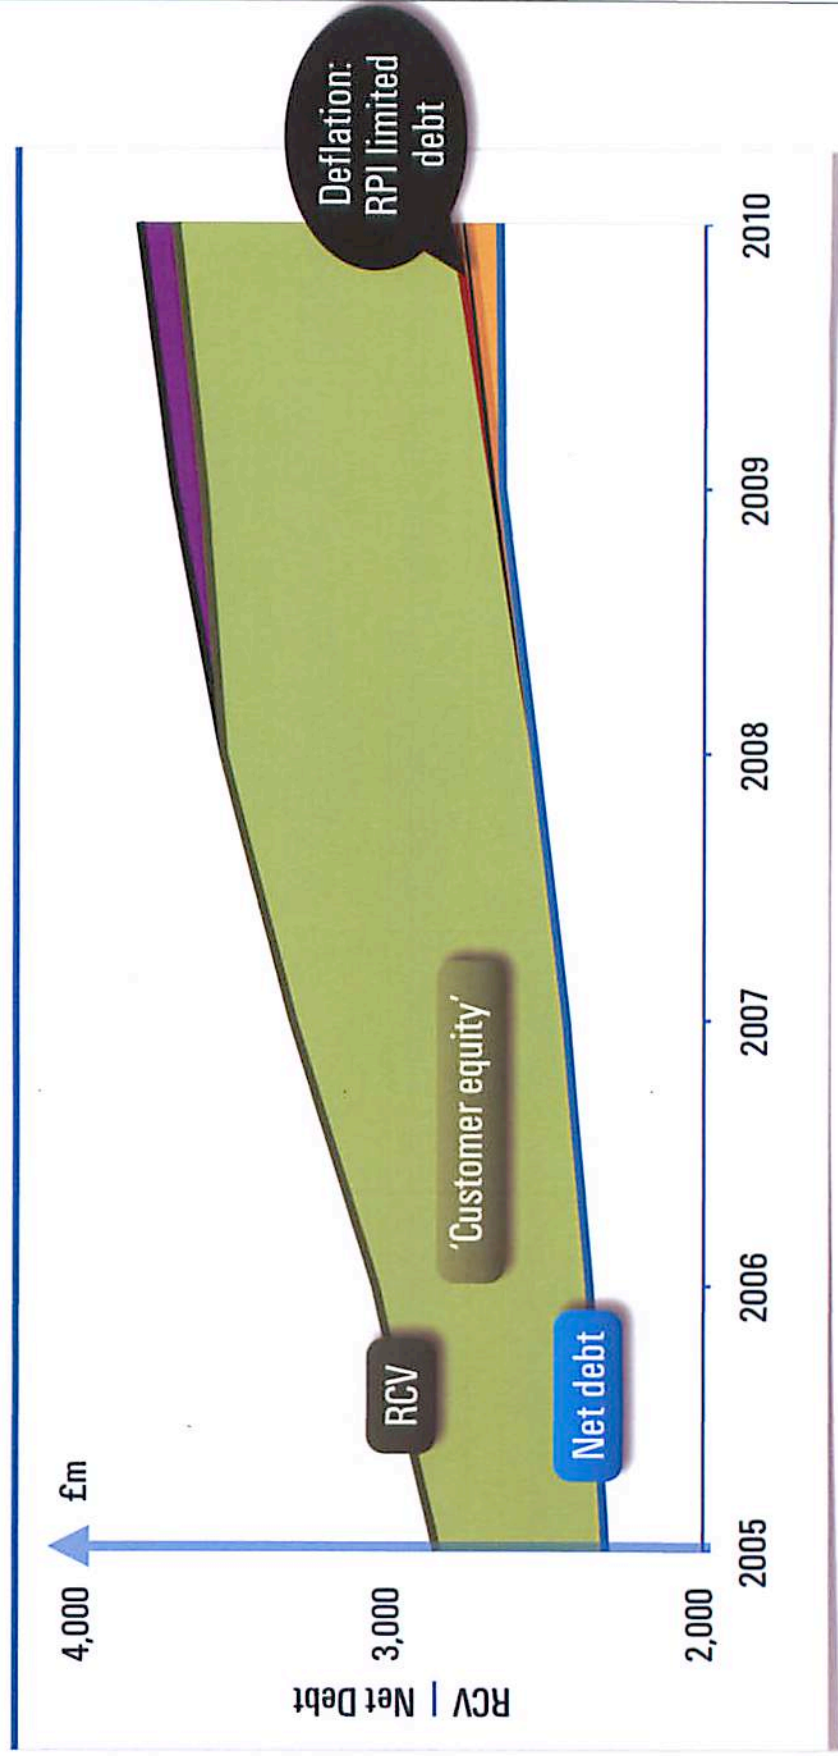 £m
4,000
3,000
2,000
RCV | Net Debt
RCV
Net debt
'Customer equity'
Deflation:
RPI limited
debt
2005
2006
2007
2008
2009
2010